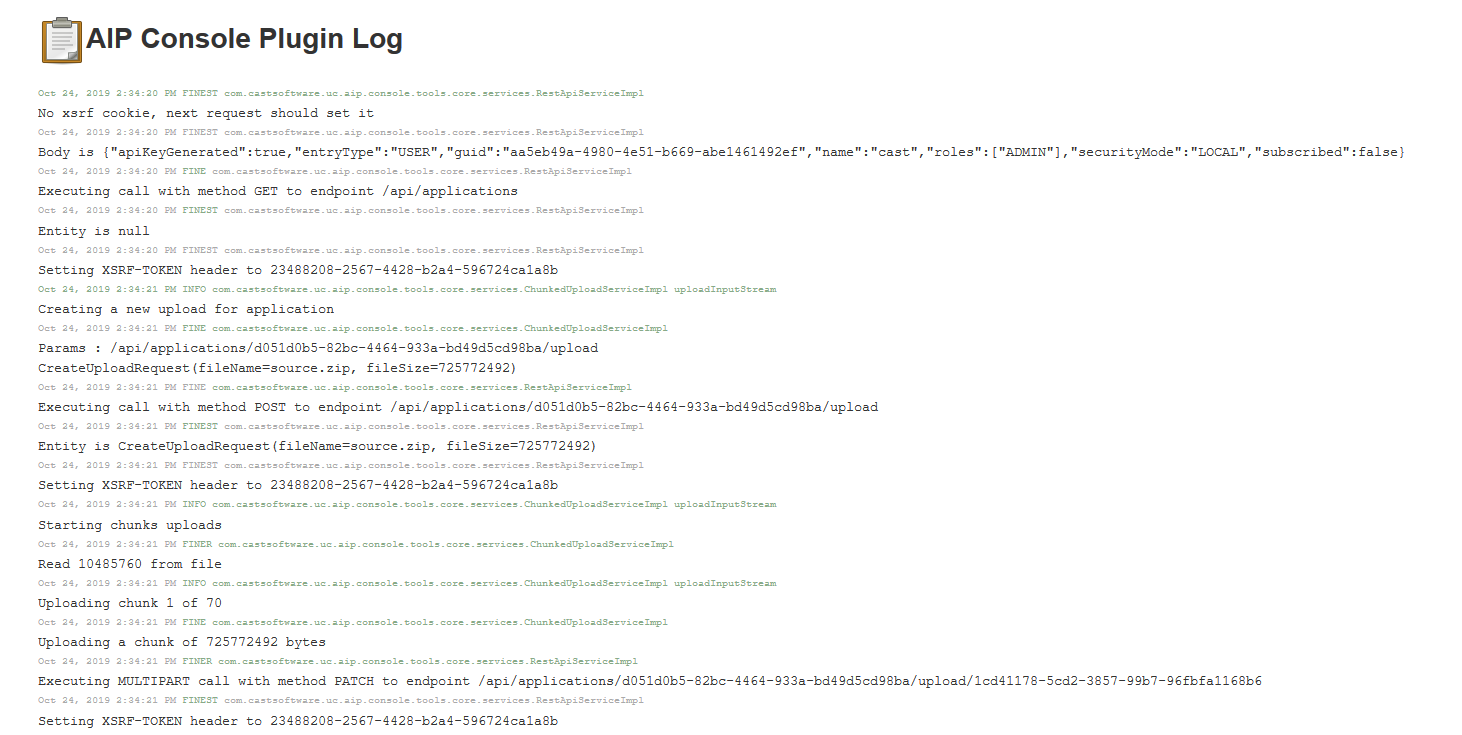 AIP Console Plugin Log
Oct 24, 2019 2:34:20 PM FINEST com.castsoftware.uc.aip.console.tools.core.services.RestApiServiceImpl
No xsrf cookie, next request should set it
Oct 24, 2019 2:34:20 PM FINEST com.castsoftware.uc.aip.console.tools.core.services.RestApiServiceImpl
Body is {"apiKeyGenerated":true,"entryType":"USER","guid":"aa5eb49a-4980-4e51-b669-abe1461492ef","name":"cast","roles":["ADMIN"],"securityMode":"LOCAL","subscribed":false}
Oct 24, 2019 2:34:20 PM FINE com.castsoftware.uc.aip.console.tools.core.services.RestApiServiceImpl
Executing call with method GET to endpoint /api/applications
Oct 24, 2019 2:34:20 PM FINEST com.castsoftware.uc.aip.console.tools.core.services.RestApiServiceImpl
Entity is null
Oct 24, 2019 2:34:20 PM FINEST com.castsoftware.uc.aip.console.tools.core.services.RestApiServiceImpl
Setting XSRF-TOKEN header to 23488208-2567-4428-b2a4-596724ca1a8b
Oct 24, 2019 2:34:21 PM INFO com.castsoftware.uc.aip.console.tools.core.services.ChunkedUploadServiceImpl uploadInputStream
Creating a new upload for application
Oct 24, 2019 2:34:21 PM FINE com.castsoftware.uc.aip.console.tools.core.services.ChunkedUploadServiceImpl
Params : /api/applications/d051d0b5-82bc-4464-933a-bd49d5cd98ba/upload
CreateUploadRequest(fileName=source.zip, fileSize=725772492)
Oct 24, 2019 2:34:21 PM FINE com.castsoftware.uc.aip.console.tools.core.services.RestApiServiceImpl
Executing call with method POST to endpoint /api/applications/d051d0b5-82bc-4464-933a-bd49d5cd98ba/upload
Oct 24, 2019 2:34:21 PM FINEST com.castsoftware.uc.aip.console.tools.core.services.RestApiServiceImpl
Entity is CreateUploadRequest(fileName=source.zip, fileSize=725772492)
Oct 24, 2019 2:34:21 PM FINEST com.castsoftware.uc.aip.console.tools.core.services.RestApiServiceImpl
Setting XSRF-TOKEN header to 23488208-2567-4428-b2a4-596724ca1a8b
Oct 24, 2019 2:34:21 PM INFO com.castsoftware.uc.aip.console.tools.core.services.ChunkedUploadServiceImpl uploadInputStream
Starting chunks uploads
Oct 24, 2019 2:34:21 PM FINER com.castsoftware.uc.aip.console.tools.core.services.ChunkedUploadServiceImpl
Read 10485760 from file
Oct 24, 2019 2:34:21 PM INFO com.castsoftware.uc.aip.console.tools.core.services.ChunkedUploadServiceImpl uploadInputStream
Uploading chunk 1 of 70
Oct 24, 2019 2:34:21 PM FINE com.castsoftware.uc.aip.console.tools.core.services.ChunkedUploadServiceImpl
Uploading a chunk of 725772492 bytes
Oct 24, 2019 2:34:21 PM FINER com.castsoftware.uc.aip.console.tools.core.services.RestApiServiceImpl
Executing MULTIPART call with method PATCH to endpoint /api/applications/d051d0b5-82bc-4464-933a-bd49d5cd98ba/upload/1cd41178-5cd2-3857-99b7-96fbfa1168b6
Oct 24, 2019 2:34:21 PM FINEST com.castsoftware.uc.aip.console.tools.core.services.RestApiServiceImpl
Setting XSRF-TOKEN header to 23488208-2567-4428-b2a4-596724ca1a8b